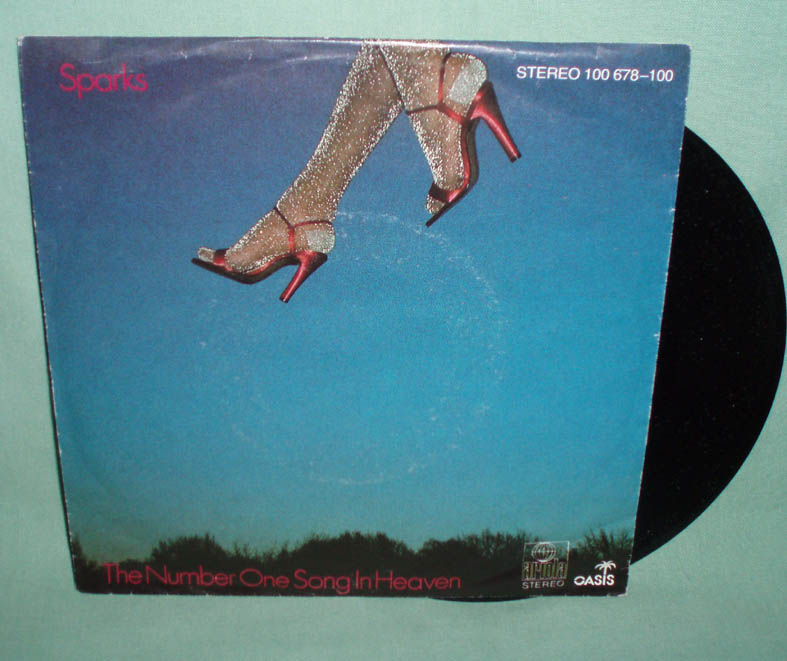 Sparks
STEREO 100 678-100
The Number One Song In Heaven
ariola
STEREO
OASIS